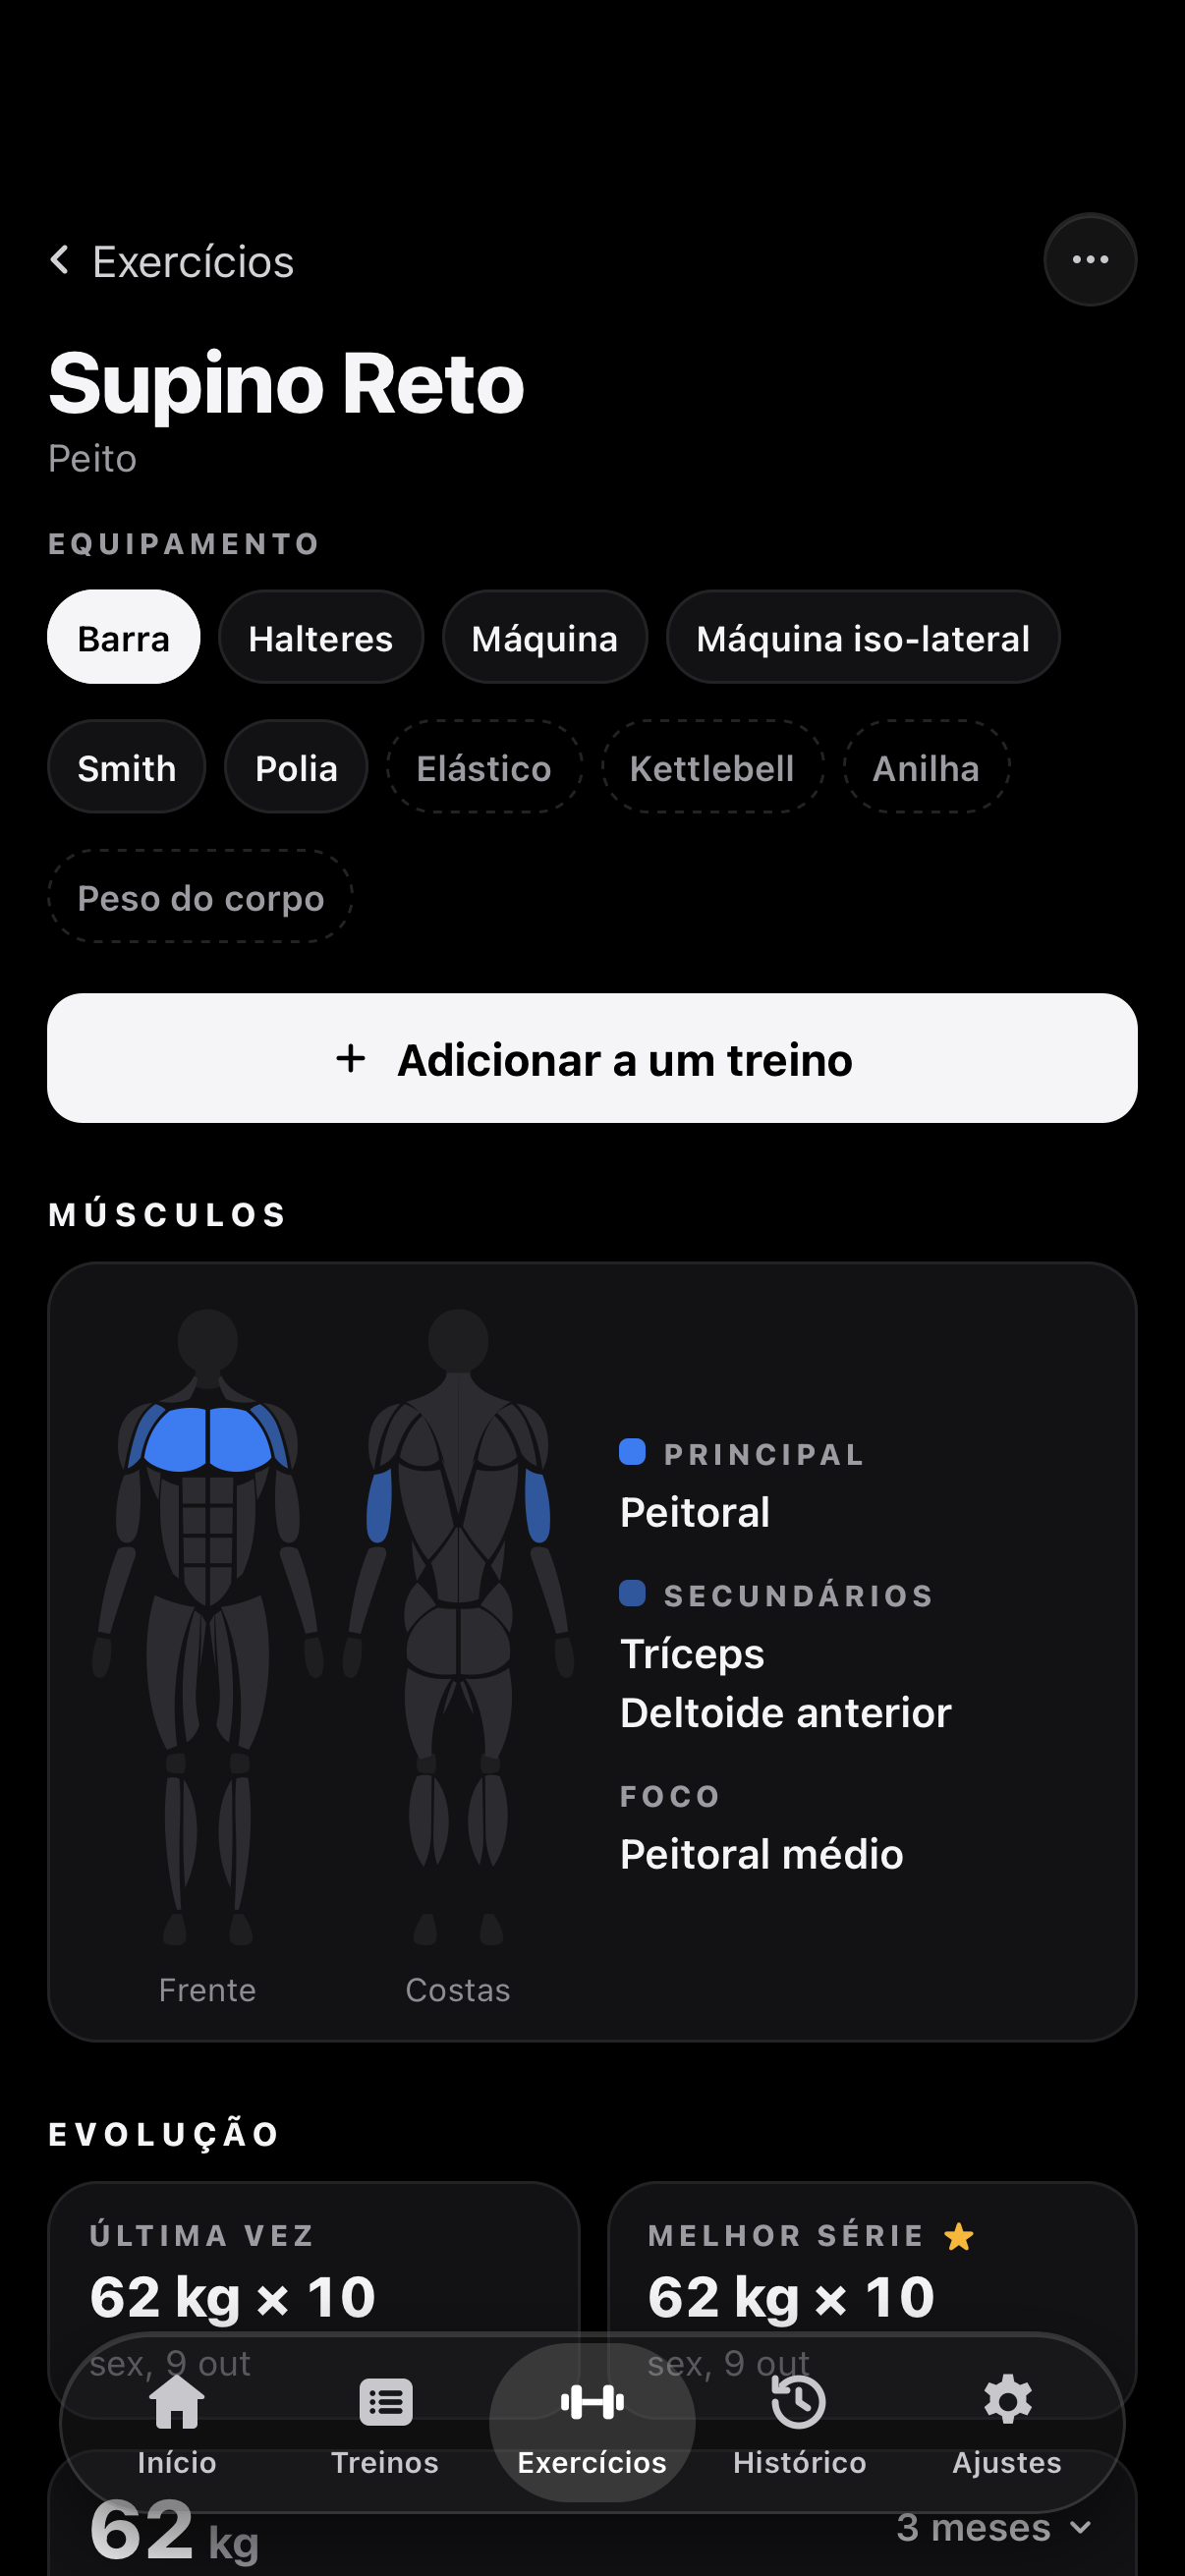 Exercícios
Supino Reto
Peito
EQUIPAMENTO
Barra Halteres Máquina Máquina iso-lateral
Smith Polia Elástico Kettlebell Anilha
Peso do corpo
+ Adicionar a um treino
MÚSCULOS
PRINCIPAL
Peitoral
SECUNDÁRIOS
Tríceps
Deltoide anterior
FOCO
Peitoral médio
Frente Costas
EVOLUÇÃO
ÚLTIMA VEZ MELHOR SÉRIE
62 kg × 10 62 kg × 10
sex, 9 out sex, 9 out
Início Treinos Exercícios Histórico Ajustes
62 kg 3 meses